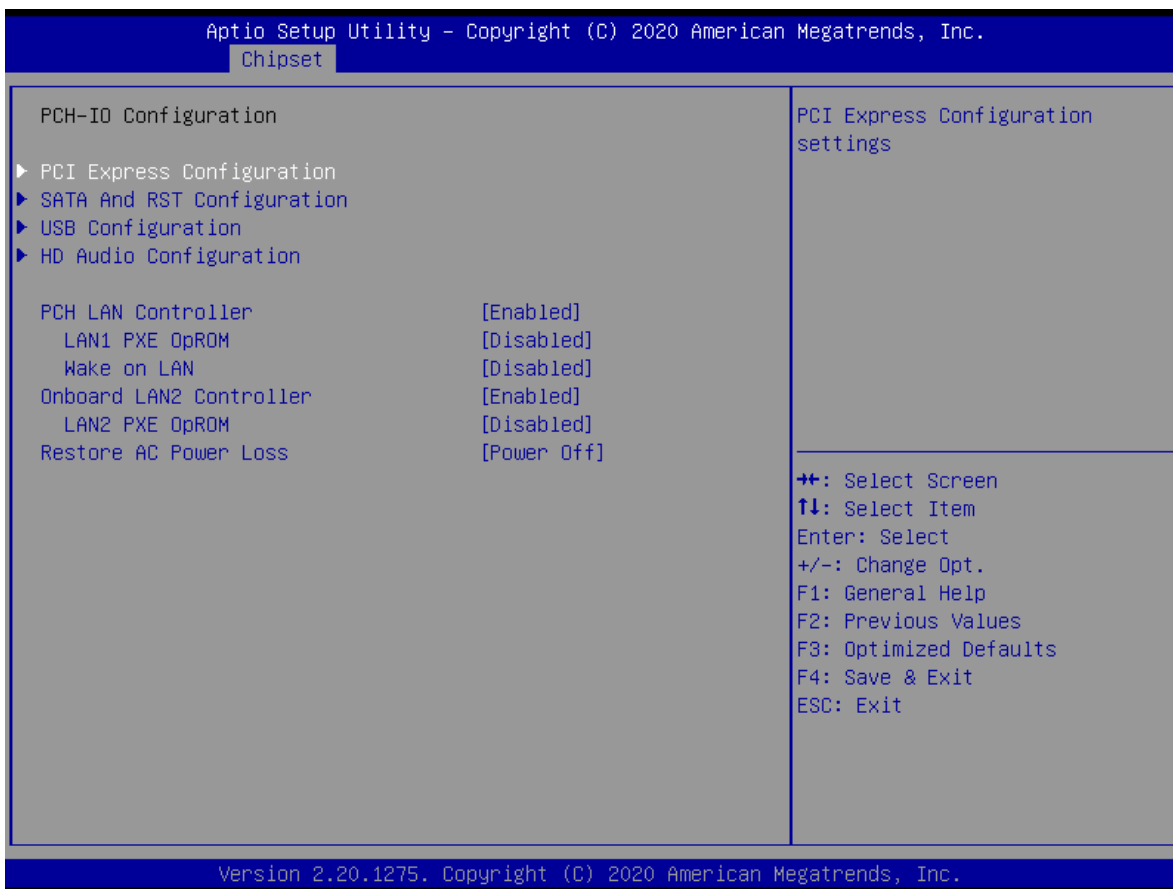 Aptio Setup Utility – Copyright (C) 2020 American Megatrends, Inc.
Chipset
PCH-IO Configuration
PCI Express Configuration
SATA And RST Configuration
USB Configuration
HD Audio Configuration
PCH LAN Controller [Enabled]
LAN1 PXE OpROM [Disabled]
Wake on LAN [Disabled]
Onboard LAN2 Controller [Enabled]
LAN2 PXE OpROM [Disabled]
Restore AC Power Loss [Power Off]
PCI Express Configuration
settings
→←: Select Screen
↑↓: Select Item
Enter: Select
+/-: Change Opt.
F1: General Help
F2: Previous Values
F3: Optimized Defaults
F4: Save & Exit
ESC: Exit
Version 2.20.1275. Copyright (C) 2020 American Megatrends, Inc.